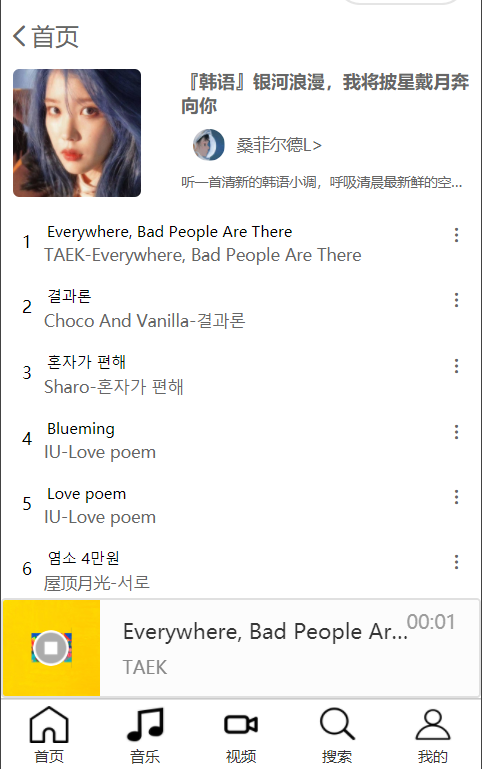 首页
『韩语』银河浪漫，我将披星戴月奔
向你
桑菲尔德L>
听一首清新的韩语小调，呼吸清晨最新鲜的空...
1
Everywhere, Bad People Are There
TAEK-Everywhere, Bad People Are There
2
결과론
Choco And Vanilla-결과론
3
혼자가 편해
Sharo-혼자가 편해
4
Blueming
IU-Love poem
5
Love poem
IU-Love poem
6
염소 4만원
屋顶月光-서로
Everywhere, Bad People Ar...
00:01
TAEK
首页
音乐
视频
搜索
我的